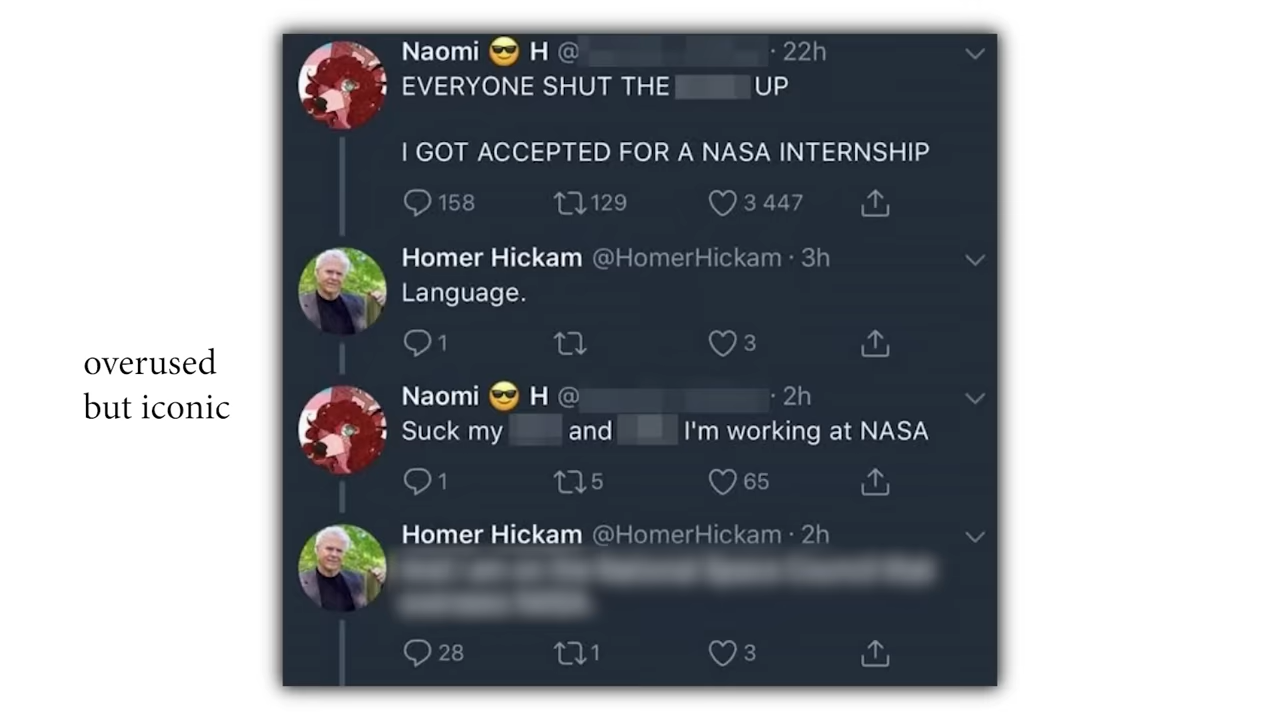 Naomi 😎 H @ · 22h
EVERYONE SHUT THE UP
I GOT ACCEPTED FOR A NASA INTERNSHIP
158 129 3 447
Homer Hickam @HomerHickam · 3h
Language.
1 3
overused
but iconic
Naomi 😎 H @ · 2h
Suck my and I'm working at NASA
1 5 65
Homer Hickam @HomerHickam · 2h
28 1 3